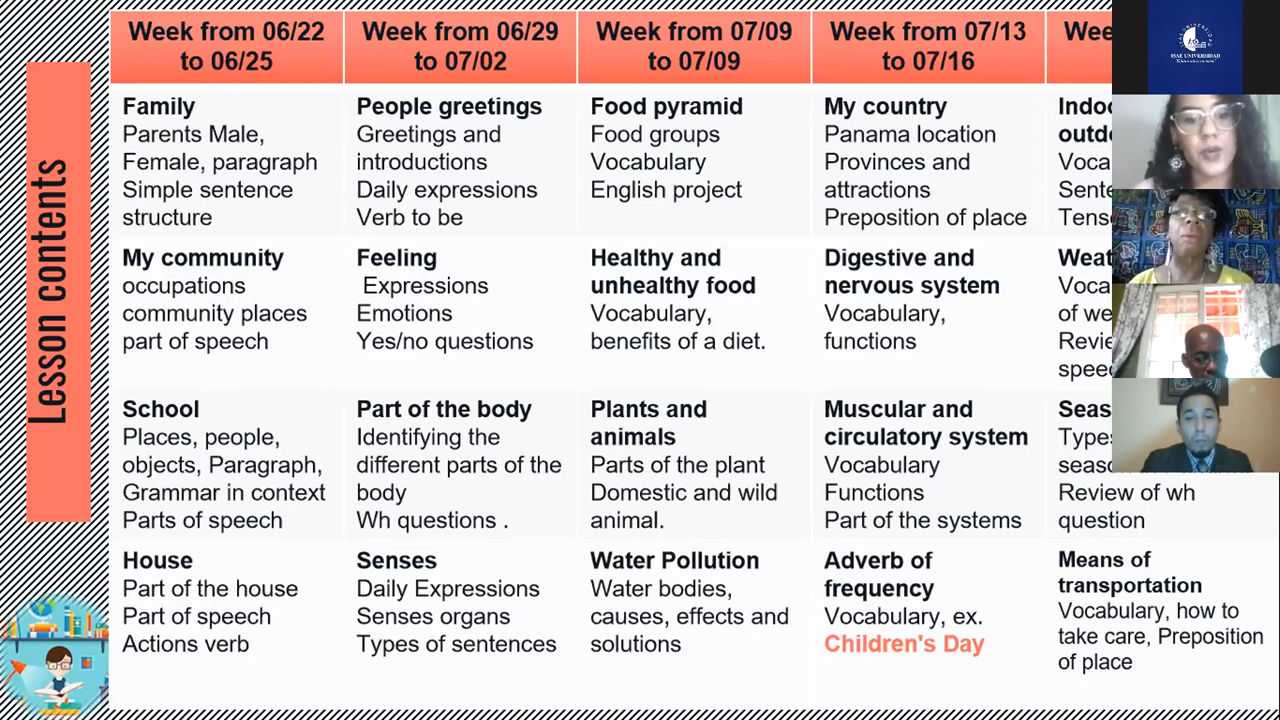 Lesson contents
Week from 06/22
to 06/25
Week from 06/29
to 07/02
Week from 07/09
to 07/09
Week from 07/13
to 07/16
Family
Parents Male,
Female, paragraph
Simple sentence
structure
People greetings
Greetings and
introductions
Daily expressions
Verb to be
Food pyramid
Food groups
Vocabulary
English project
My country
Panama location
Provinces and
attractions
Preposition of place
My community
occupations
community places
part of speech
Feeling
Expressions
Emotions
Yes/no questions
Healthy and
unhealthy food
Vocabulary,
benefits of a diet.
Digestive and
nervous system
Vocabulary,
functions
of we
School
Places, people,
objects, Paragraph,
Grammar in context
Parts of speech
Part of the body
Identifying the
different parts of the
body
Wh questions .
Plants and
animals
Parts of the plant
Domestic and wild
animal.
Muscular and
circulatory system
Vocabulary
Functions
Part of the systems
Review of wh
question
House
Part of the house
Part of speech
Actions verb
Senses
Daily Expressions
Senses organs
Types of sentences
Water Pollution
Water bodies,
causes, effects and
solutions
Adverb of
frequency
Vocabulary, ex.
Children's Day
Means of
transportation
Vocabulary, how to
take care, Preposition
of place
ISAE UNIVERSIDAD